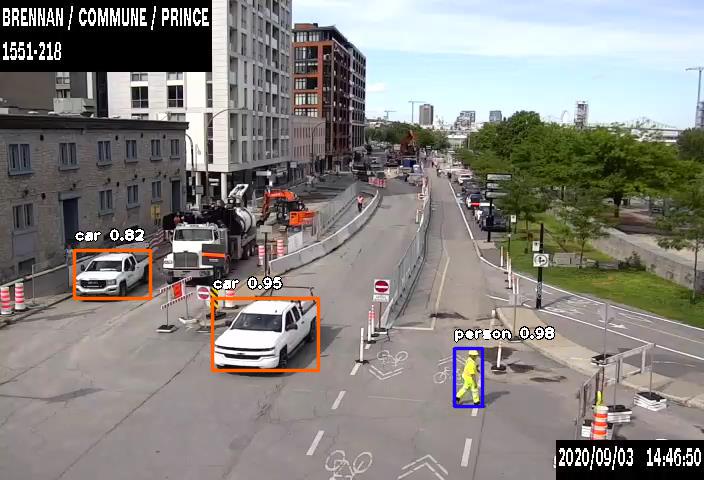 BRENNAN / COMMUNE / PRINCE
1551-218
car 0.82
car 0.95
person 0.98
2020/09/03 14:46:50